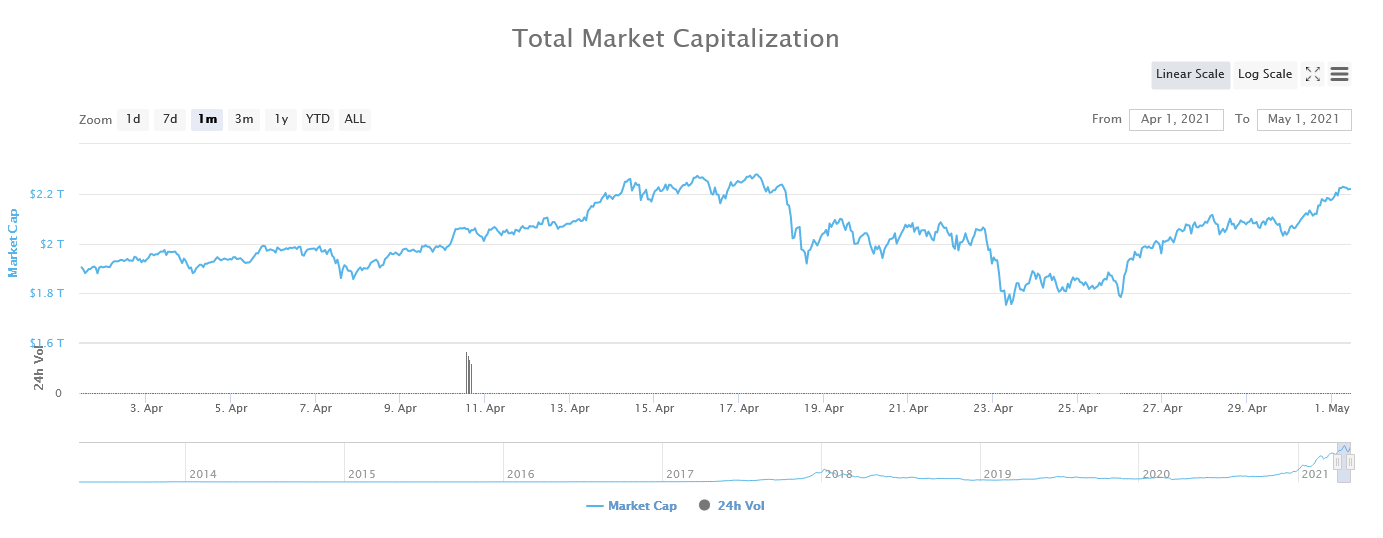 Total Market Capitalization
Linear Scale Log Scale
Zoom 1d 7d 1m 3m 1y YTD ALL From Apr 1, 2021 To May 1, 2021
Market Cap
$2.2 T
$2 T
$1.8 T
$1.6 T
24h Vol
0
3. Apr 5. Apr 7. Apr 9. Apr 11. Apr 13. Apr 15. Apr 17. Apr 19. Apr 21. Apr 23. Apr 25. Apr 27. Apr 29. Apr 1. May
2014 2015 2016 2017 2018 2019 2020 2021
Market Cap 24h Vol